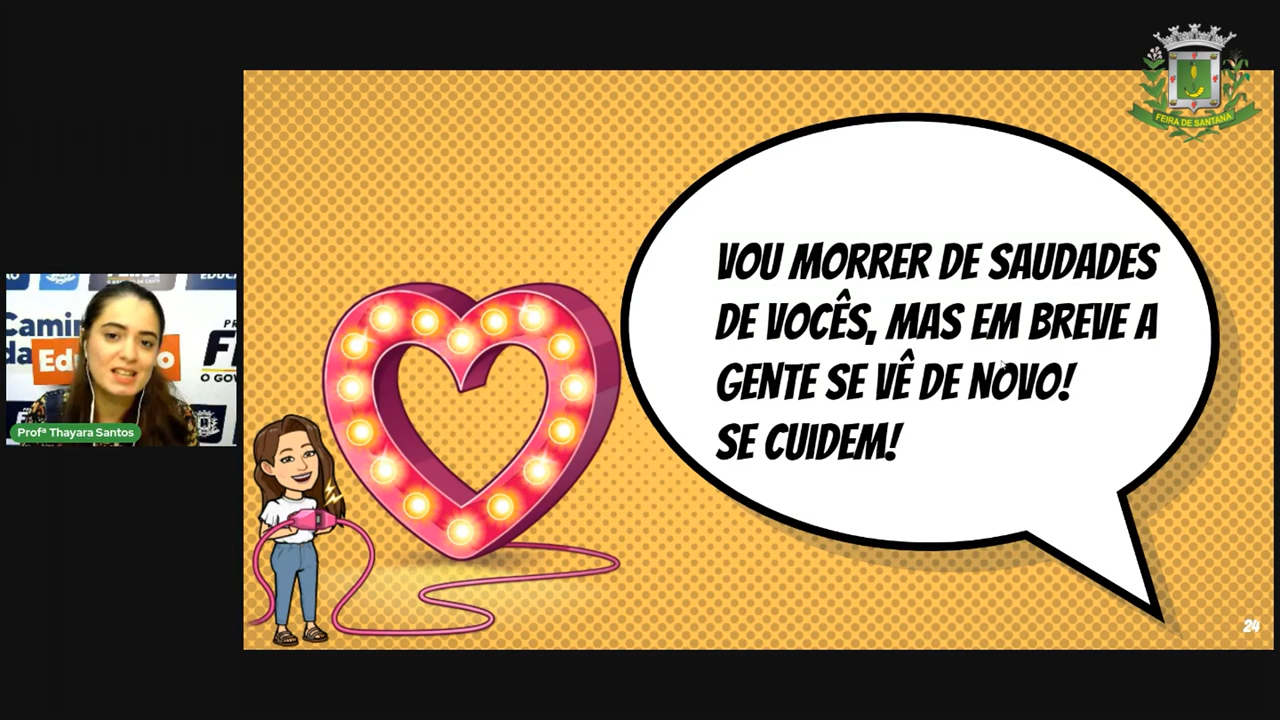 FEIRA DE SANTANA
VOU MORRER DE SAUDADES
DE VOCÊS, MAS EM BREVE A
GENTE SE VÊ DE NOVO!
SE CUIDEM!
Profª Thayara Santos
24